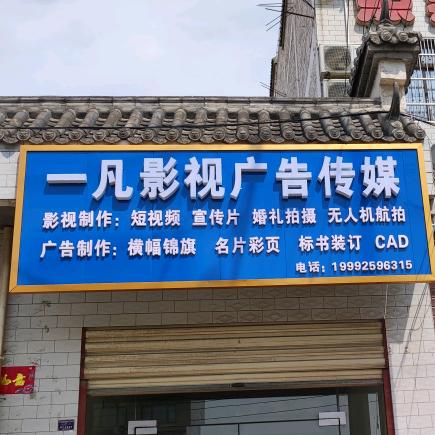 一凡影视广告传媒
影视制作：短视频 宣传片 婚礼拍摄 无人机航拍
广告制作：横幅锦旗 名片彩页 标书装订 CAD
电话：19992596315